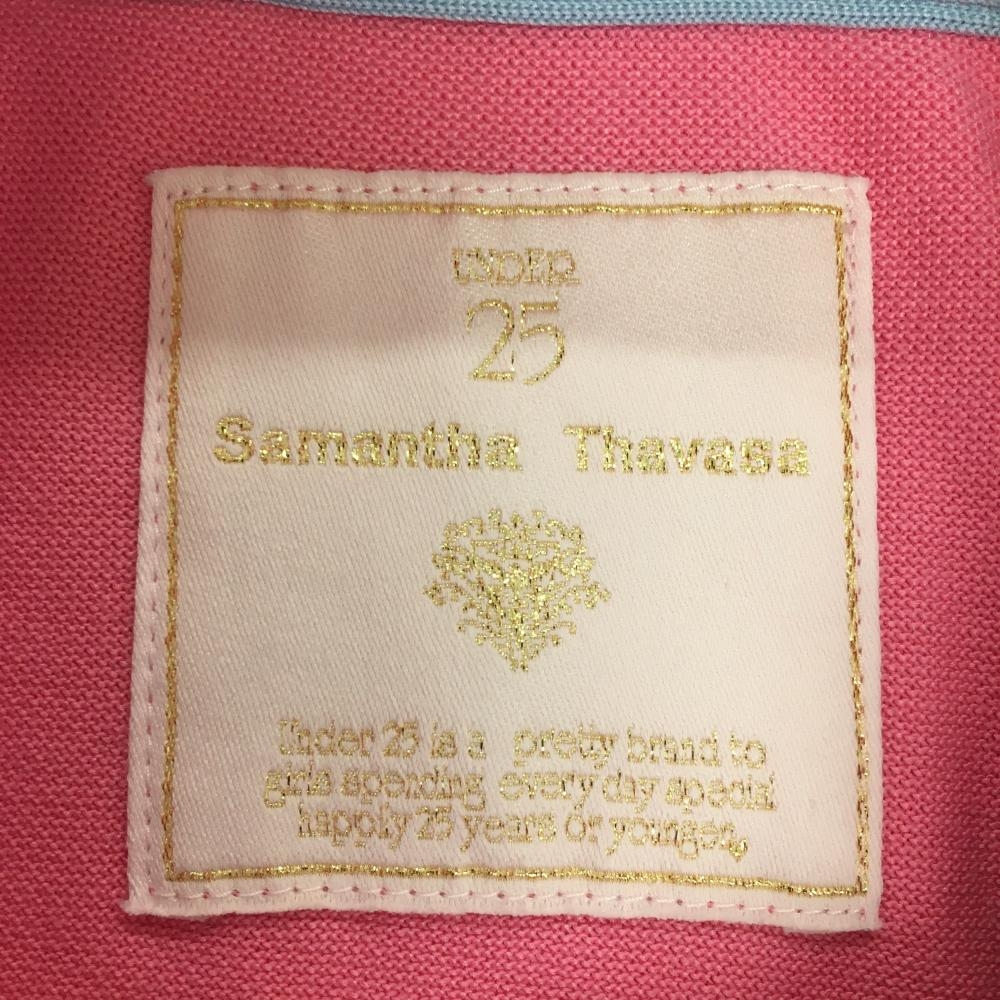 UNDER
25
Samantha Thavasa
Under 25 is a pretty brand to
girls spending every day special
happily 25 years or younger.